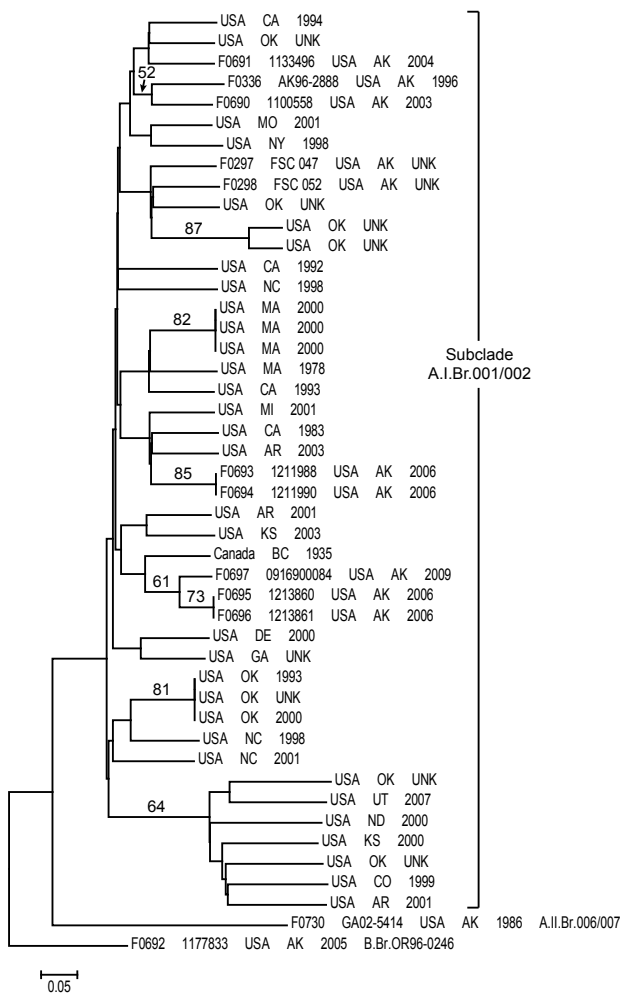 USA CA 1994
USA OK UNK
F0691 1133496 USA AK 2004
52
F0336 AK96-2888 USA AK 1996
F0690 1100558 USA AK 2003
USA MO 2001
USA NY 1998
F0297 FSC 047 USA AK UNK
F0298 FSC 052 USA AK UNK
USA OK UNK
87
USA OK UNK
USA OK UNK
USA CA 1992
USA NC 1998
USA MA 2000
82
USA MA 2000
USA MA 2000
Subclade
A.I.Br.001/002
USA MA 1978
USA CA 1993
USA MI 2001
USA CA 1983
USA AR 2003
85
F0693 1211988 USA AK 2006
F0694 1211990 USA AK 2006
USA AR 2001
USA KS 2003
Canada BC 1935
61
F0697 0916900084 USA AK 2009
73
F0695 1213860 USA AK 2006
F0696 1213861 USA AK 2006
USA DE 2000
USA GA UNK
USA OK 1993
81
USA OK UNK
USA OK 2000
USA NC 1998
USA NC 2001
USA OK UNK
USA UT 2007
64
USA ND 2000
USA KS 2000
USA OK UNK
USA CO 1999
USA AR 2001
F0730 GA02-5414 USA AK 1986 A.II.Br.006/007
F0692 1177833 USA AK 2005 B.Br.OR96-0246
0.05